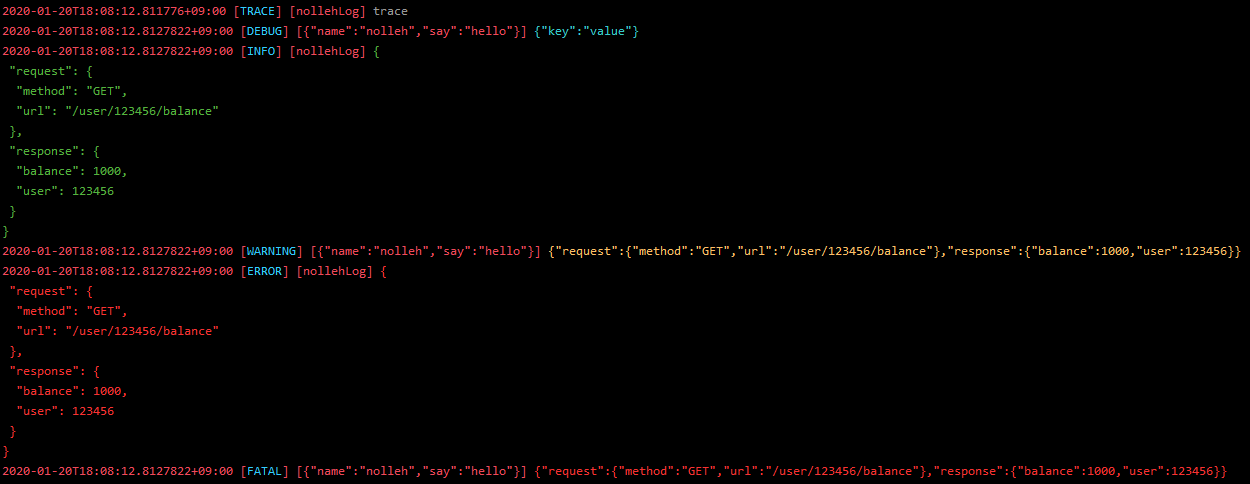 2020-01-20T18:08:12.811776+09:00 [TRACE] [nollehLog] trace
2020-01-20T18:08:12.8127822+09:00 [DEBUG] [{"name":"nolleh","say":"hello"}] {"key":"value"}
2020-01-20T18:08:12.8127822+09:00 [INFO] [nollehLog] {
 "request": {
  "method": "GET",
  "url": "/user/123456/balance"
 },
 "response": {
  "balance": 1000,
  "user": 123456
 }
}
2020-01-20T18:08:12.8127822+09:00 [WARNING] [{"name":"nolleh","say":"hello"}] {"request":{"method":"GET","url":"/user/123456/balance"},"response":{"balance":1000,"user":123456}}
2020-01-20T18:08:12.8127822+09:00 [ERROR] [nollehLog] {
 "request": {
  "method": "GET",
  "url": "/user/123456/balance"
 },
 "response": {
  "balance": 1000,
  "user": 123456
 }
}
2020-01-20T18:08:12.8127822+09:00 [FATAL] [{"name":"nolleh","say":"hello"}] {"request":{"method":"GET","url":"/user/123456/balance"},"response":{"balance":1000,"user":123456}}